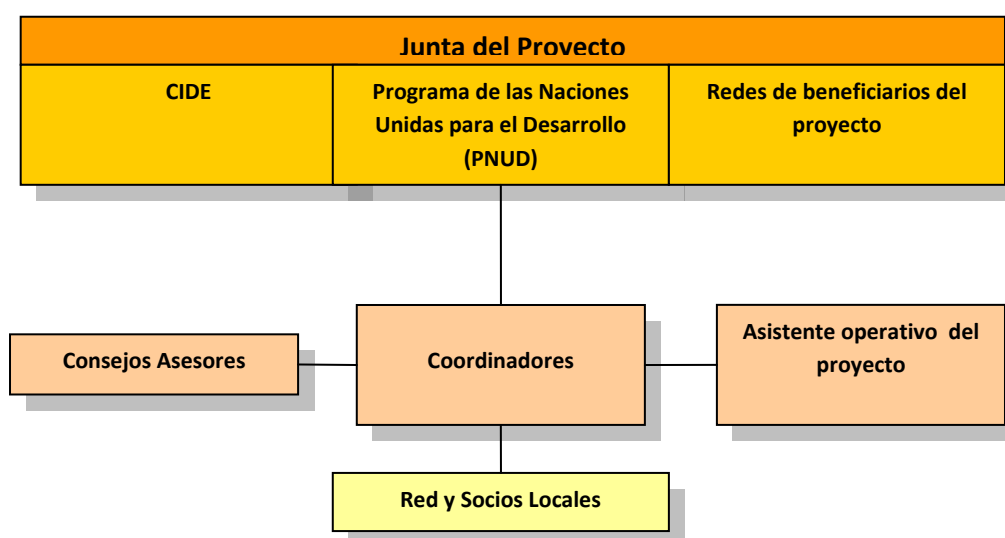 Junta del Proyecto
CIDE
Programa de las Naciones
Unidas para el Desarrollo
(PNUD)
Redes de beneficiarios del
proyecto
Consejos Asesores
Coordinadores
Asistente operativo del
proyecto
Red y Socios Locales